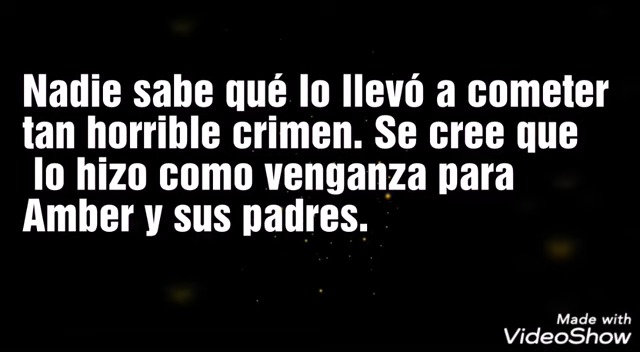 Nadie sabe qué lo llevó a cometer
tan horrible crimen. Se cree que
lo hizo como venganza para
Amber y sus padres.
Made with
VideoShow